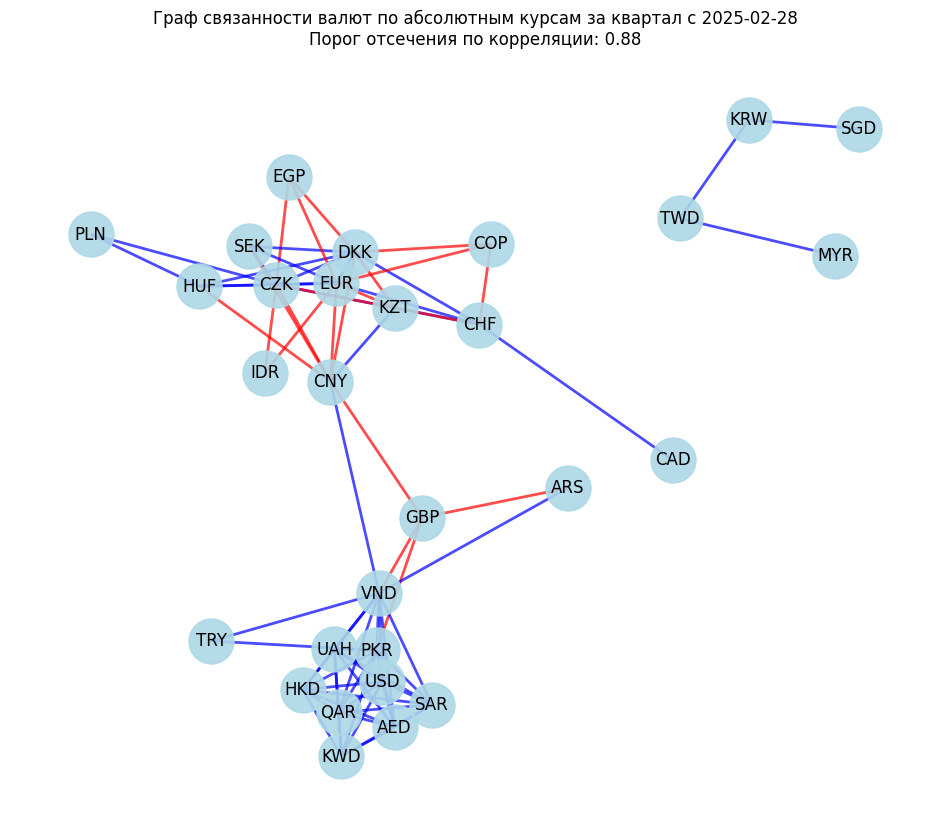 Граф связанности валют по абсолютным курсам за квартал с 2025-02-28
Порог отсечения по корреляции: 0.88
KRW
SGD
EGP
TWD
PLN
SEK
DKK
COP
MYR
HUF
CZK
EUR
KZT
CHF
IDR
CNY
CAD
ARS
GBP
VND
TRY
UAH
PKR
HKD
USD
QAR
SAR
AED
KWD